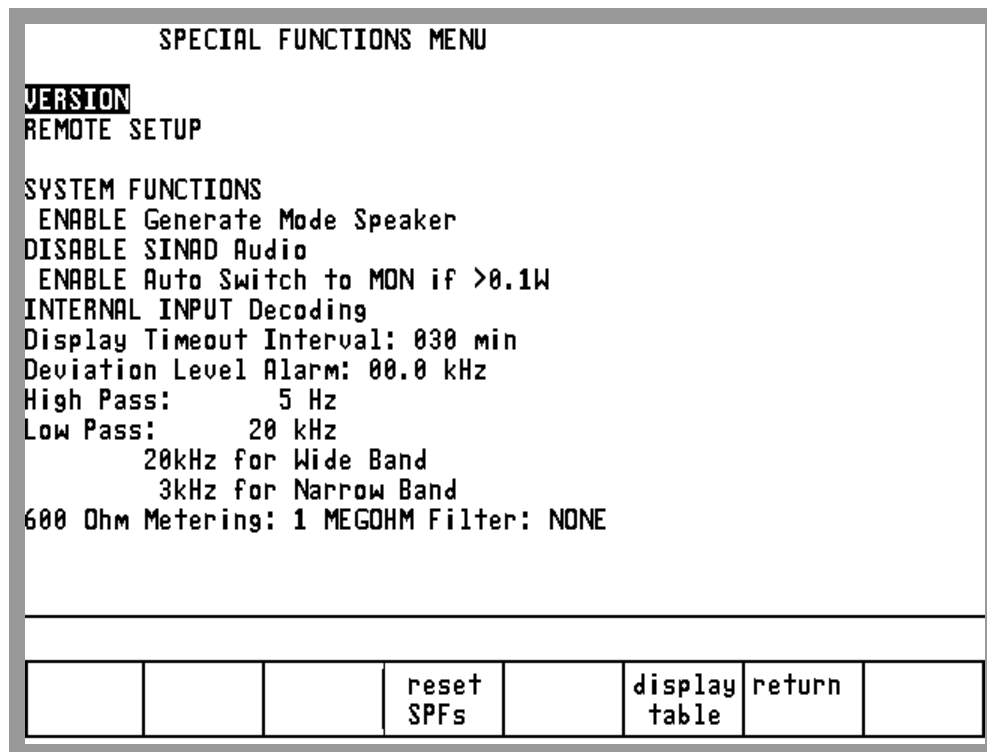 SPECIAL FUNCTIONS MENU
VERSION
REMOTE SETUP
SYSTEM FUNCTIONS
ENABLE Generate Mode Speaker
DISABLE SINAD Audio
ENABLE Auto Switch to MON if >0.1W
INTERNAL INPUT Decoding
Display Timeout Interval: 030 min
Deviation Level Alarm: 00.0 kHz
High Pass: 5 Hz
Low Pass: 20 kHz
20kHz for Wide Band
3kHz for Narrow Band
600 Ohm Metering: 1 MEGOHM Filter: NONE
reset SPFs
display table
return